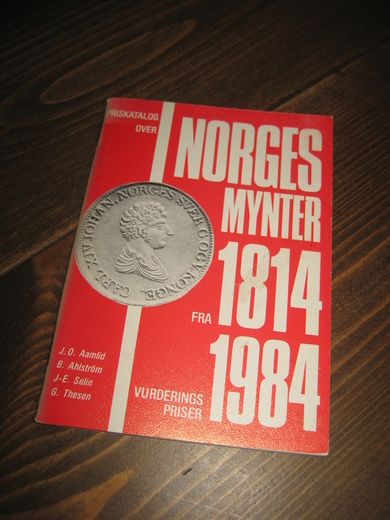 PRISKATALOG
OVER
NORGES
MYNTER
FRA 1814
1984
VURDERINGS
PRISER
CARL XIV JOHAN. NORGES SVER. G. OG V. KONGE.
J. O. Aamlid
B. Ahlström
J-E. Selin
G. Thesen